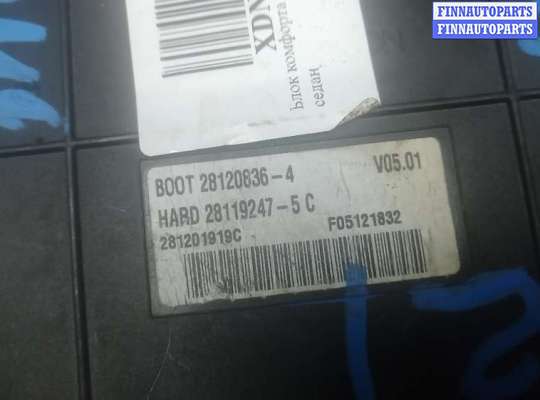 FINNAUTOPARTS
FINNAUTOPARTS
XDN
Блок комфорта
седан
BOOT 28120836-4 V05.01
HARD 28119247-5 C
281201919C F05121832